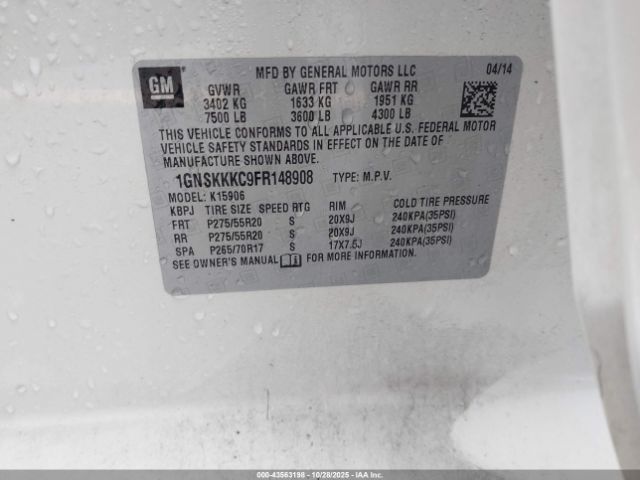 GM
MFD BY GENERAL MOTORS LLC 04/14
GVWR GAWR FRT GAWR RR
3402 KG 1633 KG 1951 KG
7500 LB 3600 LB 4300 LB
THIS VEHICLE CONFORMS TO ALL APPLICABLE U.S. FEDERAL MOTOR
VEHICLE SAFETY STANDARDS IN EFFECT ON THE DATE OF
MANUFACTURE SHOWN ABOVE.
1GNSKKKC9FR148908 TYPE: M.P.V.
MODEL: K15906
KBPJ TIRE SIZE SPEED RTG RIM COLD TIRE PRESSURE
FRT P275/55R20 S 20X9J 240KPA(35PSI)
RR P275/55R20 S 20X9J 240KPA(35PSI)
SPA P265/70R17 S 17X7.5J 240KPA(35PSI)
SEE OWNER'S MANUAL FOR MORE INFORMATION.
000-43563198 - 10/28/2025 - IAAI.COM